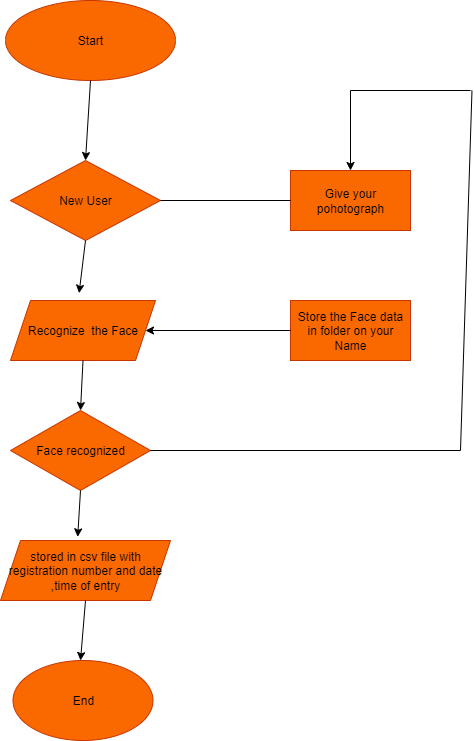 Start
New User
Give your
pohotograph
Recognize the Face
Store the Face data
in folder on your
Name
Face recognized
stored in csv file with
registration number and date
,time of entry
End